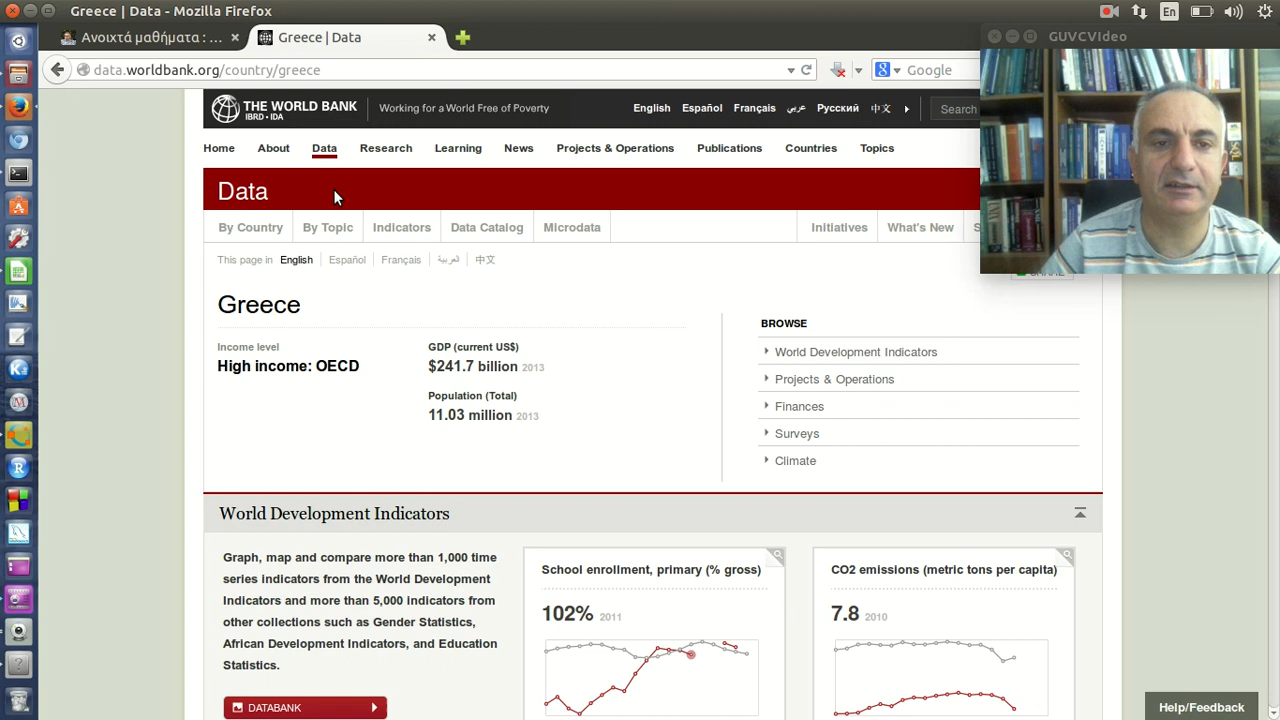 Greece | Data - Mozilla Firefox
En
Ανοιχτά μαθήματα : ...
Greece | Data
GUVCVIdeo
data.worldbank.org/country/greece
Google
THE WORLD BANK
IBRD • IDA
Working for a World Free of Poverty
English Español Français عربي Русский 中文
Search
Home About Data Research Learning News Projects & Operations Publications Countries Topics
Data
By Country By Topic Indicators Data Catalog Microdata Initiatives What's New
This page in English Español Français العربية 中文
SHARE
Greece
Income level
High income: OECD
GDP (current US$)
$241.7 billion 2013
Population (Total)
11.03 million 2013
BROWSE
World Development Indicators
Projects & Operations
Finances
Surveys
Climate
World Development Indicators
Graph, map and compare more than 1,000 time
series indicators from the World Development
Indicators and more than 5,000 indicators from
other collections such as Gender Statistics,
African Development Indicators, and Education
Statistics.
DATABANK
School enrollment, primary (% gross)
102% 2011
CO2 emissions (metric tons per capita)
7.8 2010
Help/Feedback